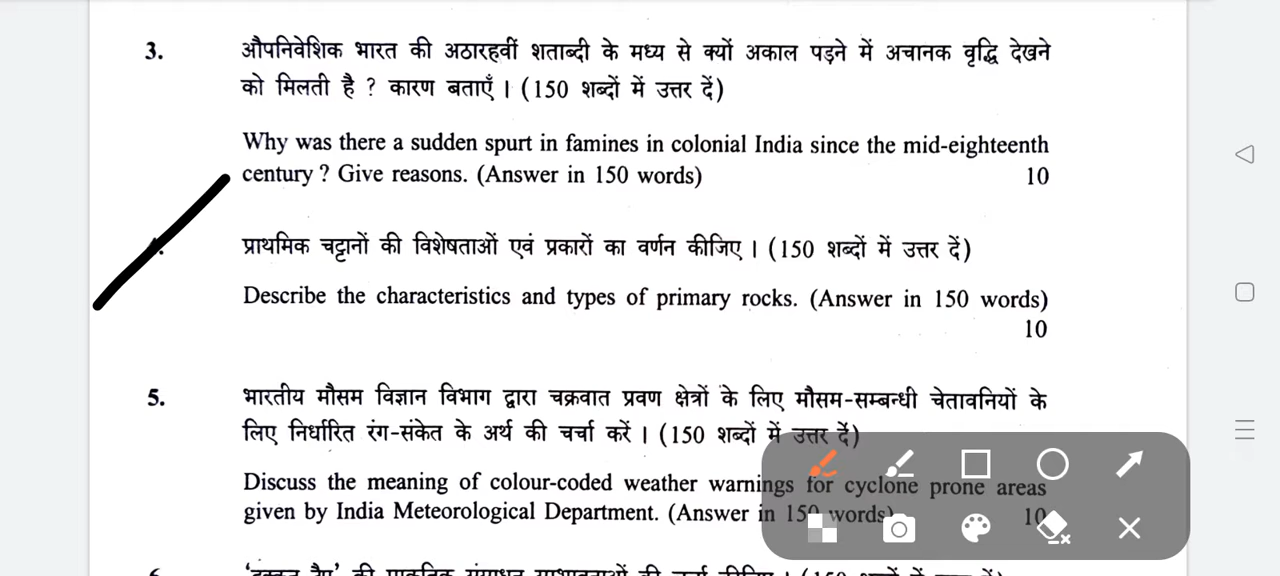 3. औपनिवेशिक भारत की अठारहवीं शताब्दी के मध्य से क्यों अकाल पड़ने में अचानक वृद्धि देखने
को मिलती है ? कारण बताएँ । (150 शब्दों में उत्तर दें)
Why was there a sudden spurt in famines in colonial India since the mid-eighteenth
century ? Give reasons. (Answer in 150 words) 10
प्राथमिक चट्टानों की विशेषताओं एवं प्रकारों का वर्णन कीजिए । (150 शब्दों में उत्तर दें)
Describe the characteristics and types of primary rocks. (Answer in 150 words)
10
5. भारतीय मौसम विज्ञान विभाग द्वारा चक्रवात प्रवण क्षेत्रों के लिए मौसम-सम्बन्धी चेतावनियों के
लिए निर्धारित रंग-संकेत के अर्थ की चर्चा करें । (150 शब्दों में उत्तर दें)
Discuss the meaning of colour-coded weather warnings for cyclone prone areas
given by India Meteorological Department. (Answer in 150 words) 10